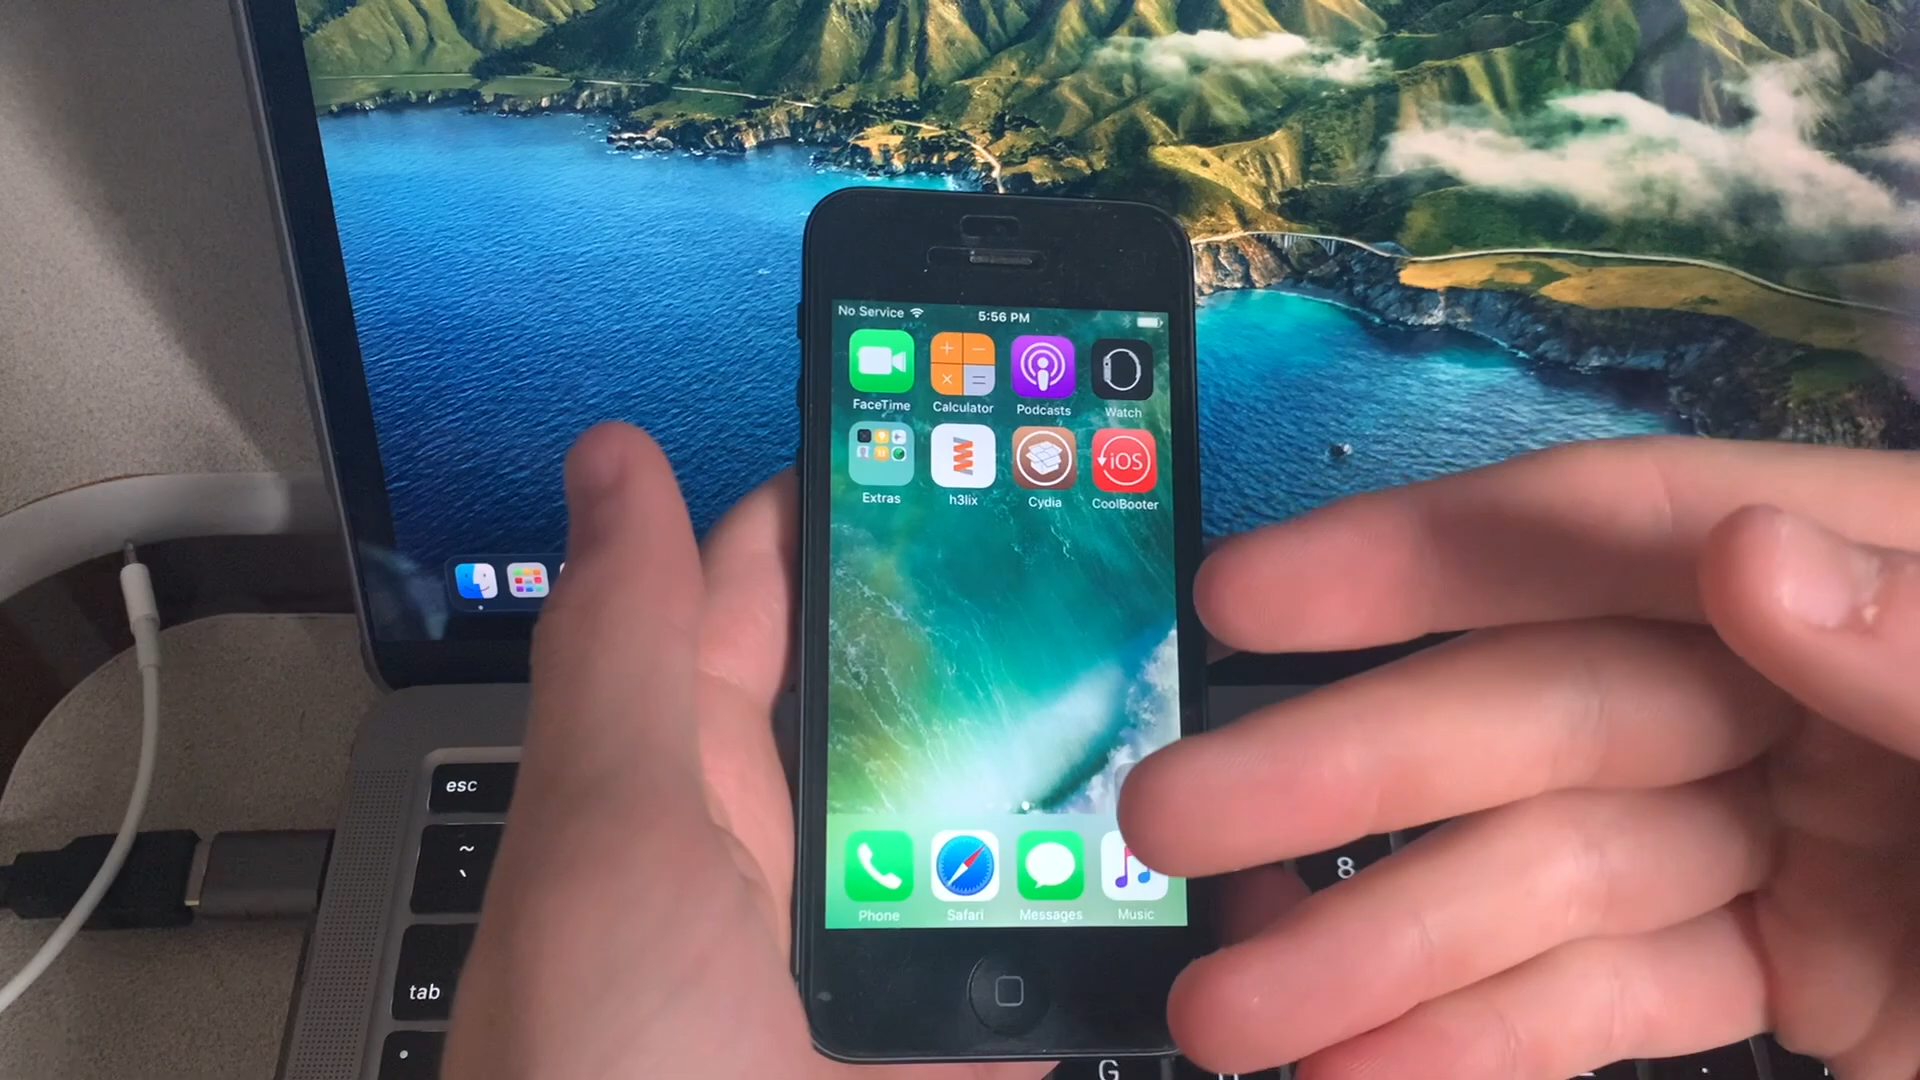 No Service 5:56 PM
FaceTime Calculator Podcasts Watch
iOS
Extras h3lix Cydia CoolBooter
Phone Safari Messages Music
esc
~
`
tab
8
G